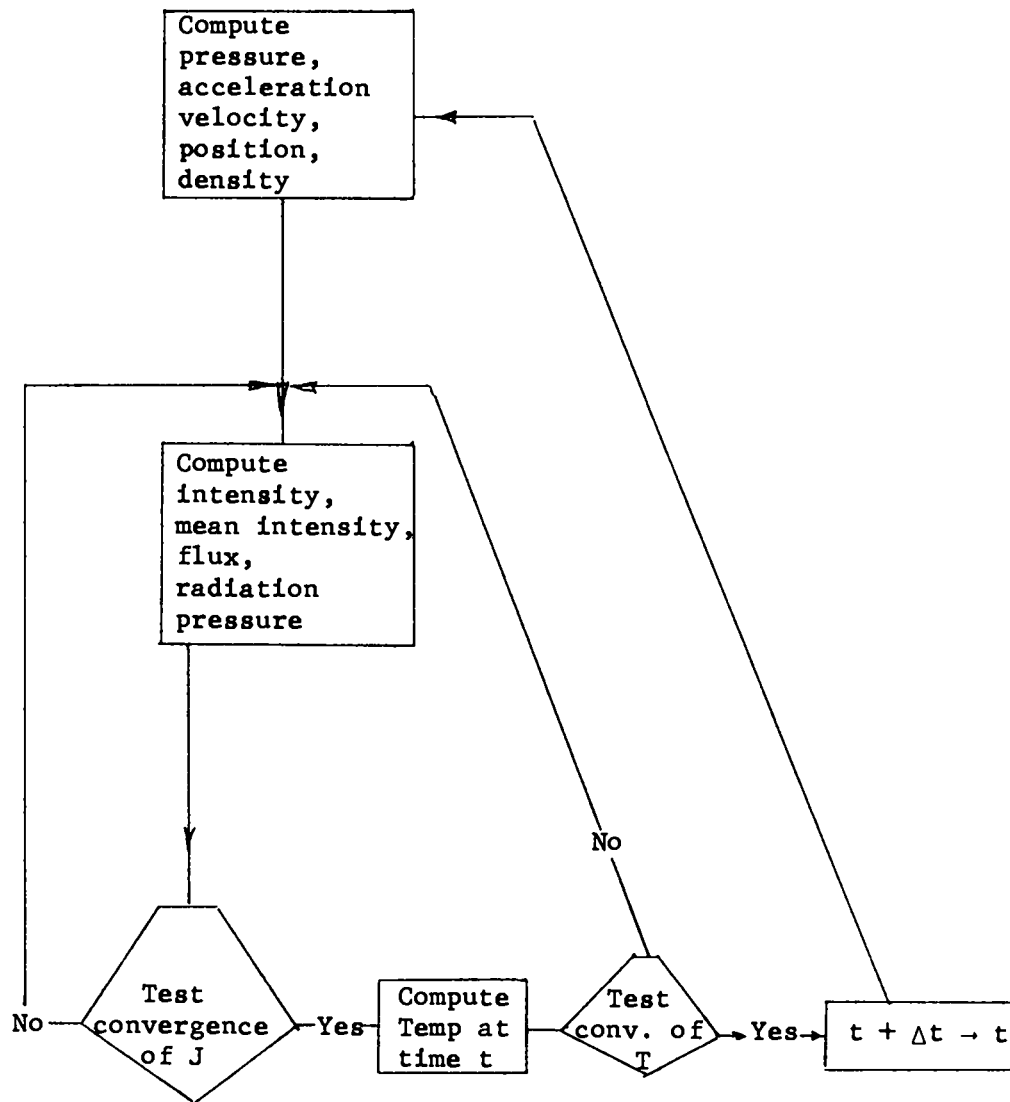 Compute
pressure,
acceleration
velocity,
position,
density
Compute
intensity,
mean intensity,
flux,
radiation
pressure
No
Test
convergence
of J
No
Yes
Compute
Temp at
time t
Test
conv. of
T
Yes
t + Δt → t